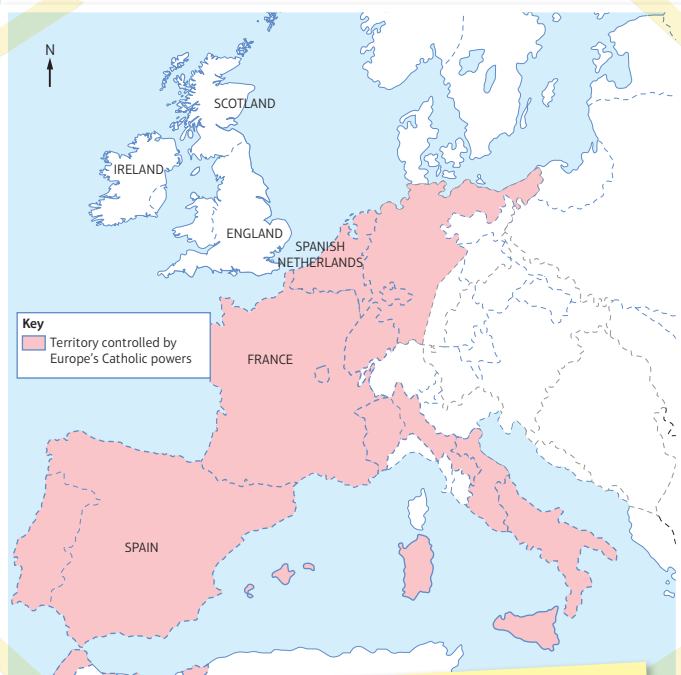 N
SCOTLAND
IRELAND
ENGLAND
SPANISH
NETHERLANDS
Key
Territory controlled by
Europe's Catholic powers
FRANCE
SPAIN